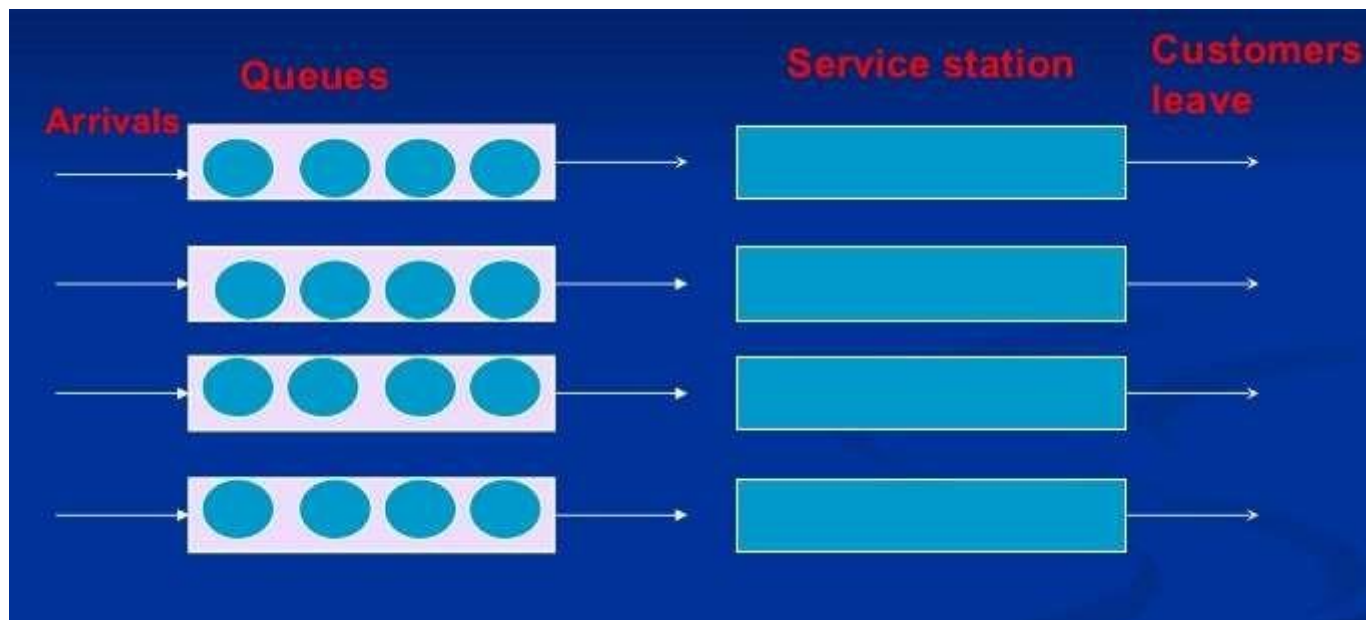 Queues
Service station
Customers
leave
Arrivals